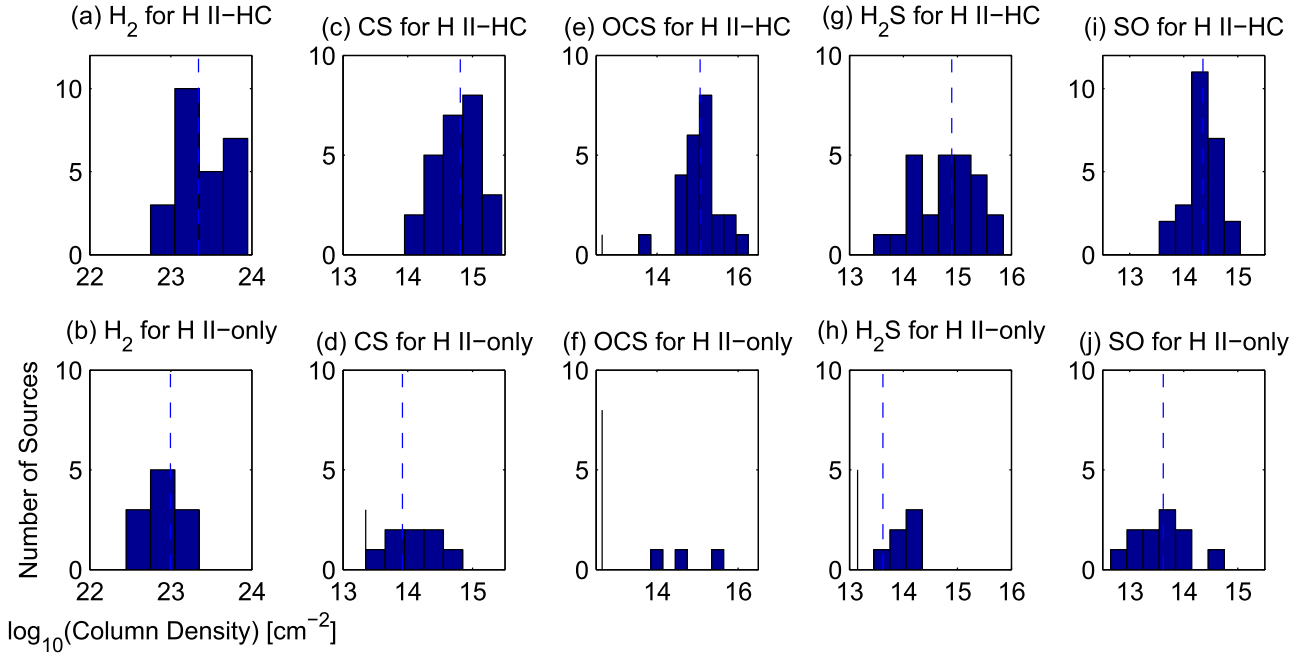 (a) H2 for H II−HC
(c) CS for H II−HC
(e) OCS for H II−HC
(g) H2S for H II−HC
(i) SO for H II−HC
10
5
0
22 23 24
10
5
0
13 14 15
10
5
0
14 15 16
10
5
0
13 14 15 16
10
5
0
13 14 15
(b) H2 for H II−only
(d) CS for H II−only
(f) OCS for H II−only
(h) H2S for H II−only
(j) SO for H II−only
Number of Sources
10
5
0
22 23 24
10
5
0
13 14 15
10
5
0
14 16
10
5
0
13 14 15 16
10
5
0
13 14 15
log10(Column Density) [cm−2]